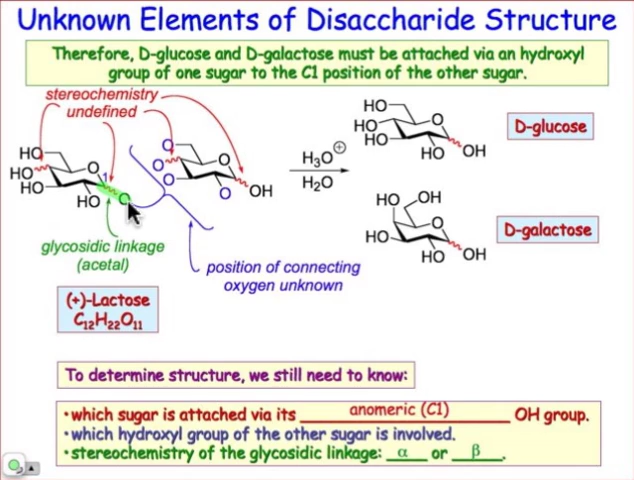 Unknown Elements of Disaccharide Structure
Therefore, D-glucose and D-galactose must be attached via an hydroxyl
group of one sugar to the C1 position of the other sugar.
stereochemistry
undefined
HO
HO
HO
O
HO
1
O
O
O
O
O
O
OH
H3O⊕
H2O
HO
HO
HO
O
HO
OH
D-glucose
HO
OH
O
HO
HO
OH
D-galactose
glycosidic linkage
(acetal)
position of connecting
oxygen unknown
(+)-Lactose
C12H22O11
To determine structure, we still need to know:
•which sugar is attached via its anomeric (C1) OH group.
•which hydroxyl group of the other sugar is involved.
•stereochemistry of the glycosidic linkage: α or β.